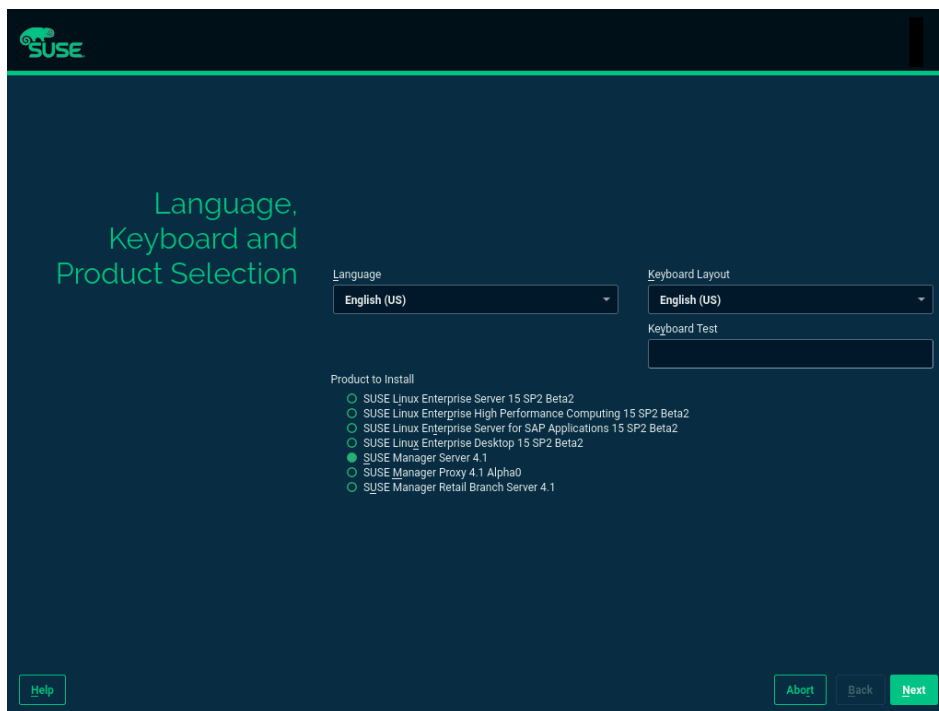 SUSE
Language,
Keyboard and
Product Selection
Language
English (US)
Keyboard Layout
English (US)
Keyboard Test
Product to Install
SUSE Linux Enterprise Server 15 SP2 Beta2
SUSE Linux Enterprise High Performance Computing 15 SP2 Beta2
SUSE Linux Enterprise Server for SAP Applications 15 SP2 Beta2
SUSE Linux Enterprise Desktop 15 SP2 Beta2
SUSE Manager Server 4.1
SUSE Manager Proxy 4.1 Alpha0
SUSE Manager Retail Branch Server 4.1
Help
Abort
Back
Next